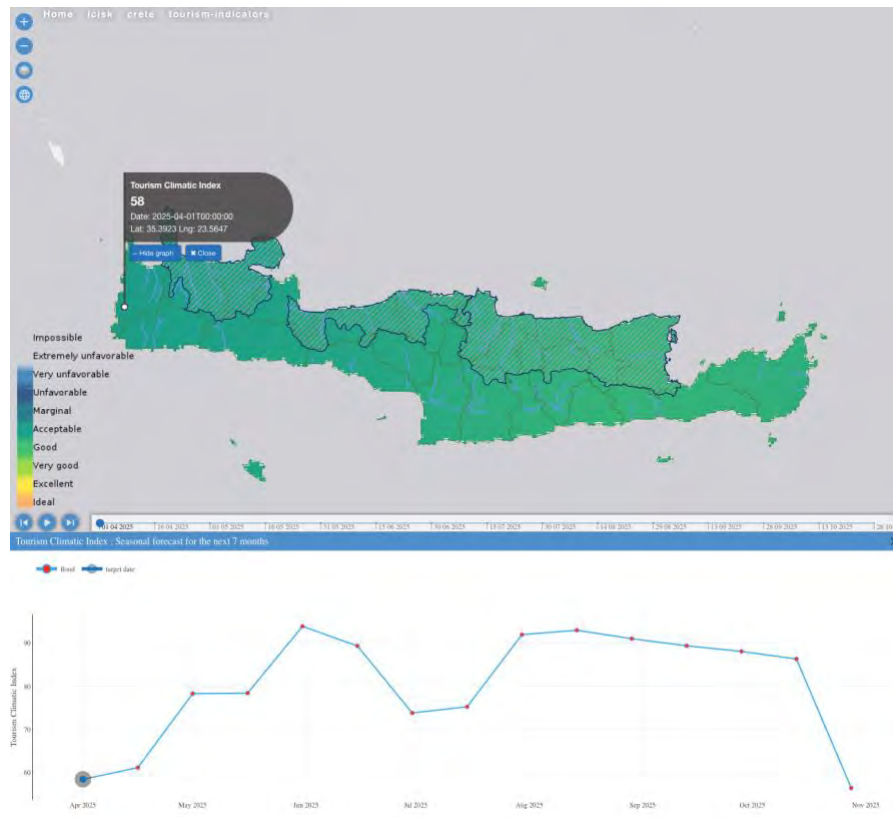 Home icisk crete tourism-indicators
Tourism Climatic Index
58
Date: 2025-04-01T00:00:00
Lat: 35.3923 Lng: 23.5647
Hide graph
✖ Close
Impossible
Extremely unfavorable
Very unfavorable
Unfavorable
Marginal
Acceptable
Good
Very good
Excellent
Ideal
01 04 2025 16 04 2025 01 05 2025 16 05 2025 31 05 2025 15 06 2025 30 06 2025 15 07 2025 30 07 2025 14 08 2025 29 08 2025 13 09 2025 28 09 2025 13 10 2025 28 10
Tourism Climatic Index : Seasonal forecast for the next 7 months
target date
Tourism Climatic Index
90
80
70
60
Apr 2025 May 2025 Jun 2025 Jul 2025 Aug 2025 Sep 2025 Oct 2025 Nov 2025